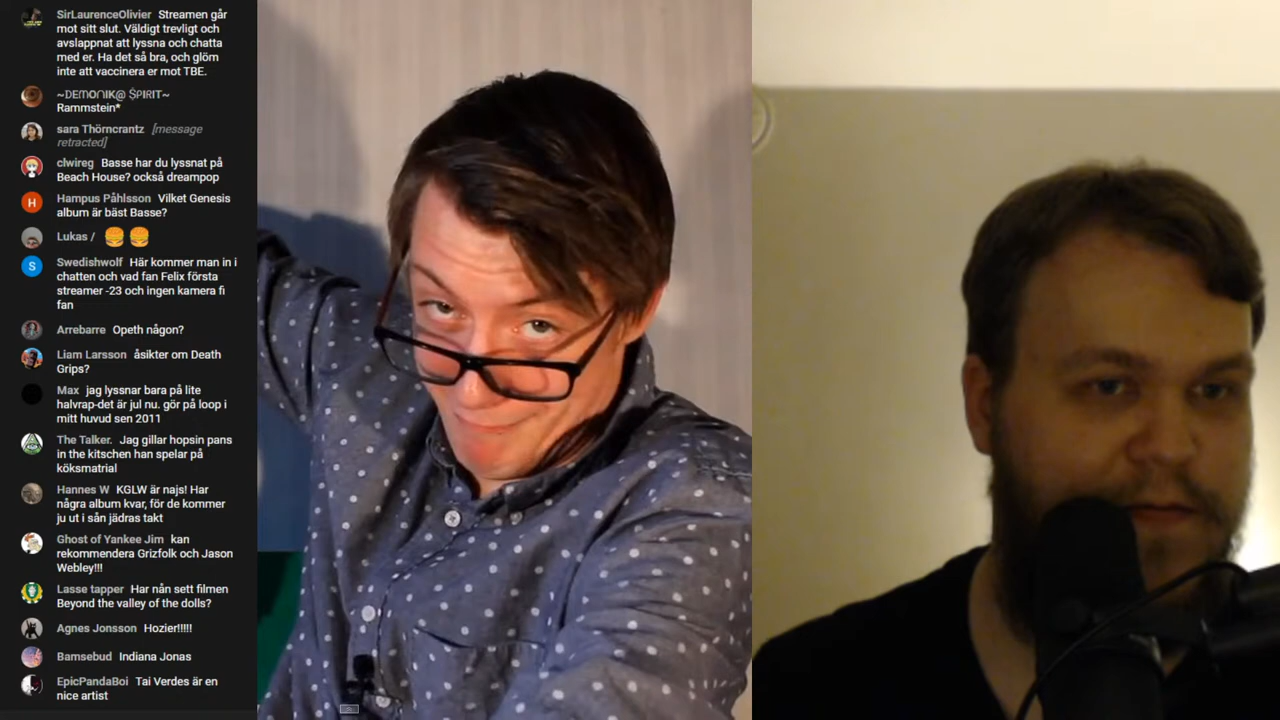 SirLaurenceOlivier Streamen går
mot sitt slut. Väldigt trevligt och
avslappnat att lyssna och chatta
med er. Ha det så bra, och glöm
inte att vaccinera er mot TBE.
~DEMONIK@ ŜPIRIT~
Rammstein*
sara Thörncrantz [message
retracted]
clwireg Basse har du lyssnat på
Beach House? också dreampop
Hampus Påhlsson Vilket Genesis
album är bäst Basse?
Lukas / 🍔 🍔
Swedishwolf Här kommer man in i
chatten och vad fan Felix första
streamer -23 och ingen kamera fi
fan
Arrebarre Opeth någon?
Liam Larsson åsikter om Death
Grips?
Max jag lyssnar bara på lite
halvrap-det är jul nu. gör på loop i
mitt huvud sen 2011
The Talker. Jag gillar hopsin pans
in the kitschen han spelar på
köksmatrial
Hannes W KGLW är najs! Har
några album kvar, för de kommer
ju ut i sån jädras takt
Ghost of Yankee Jim kan
rekommendera Grizfolk och Jason
Webley!!!
Lasse tapper Har nån sett filmen
Beyond the valley of the dolls?
Agnes Jonsson Hozier!!!!!
Bamsebud Indiana Jonas
EpicPandaBoi Tai Verdes är en
nice artist
H
S